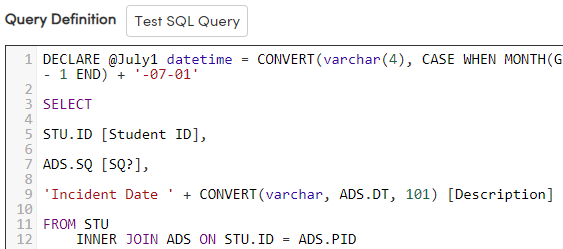 Query Definition Test SQL Query
1 DECLARE @July1 datetime = CONVERT(varchar(4), CASE WHEN MONTH(G
- 1 END) + '-07-01'
2
3 SELECT
4
5 STU.ID [Student ID],
6
7 ADS.SQ [SQ?],
8
9 'Incident Date ' + CONVERT(varchar, ADS.DT, 101) [Description]
10
11 FROM STU
12 INNER JOIN ADS ON STU.ID = ADS.PID